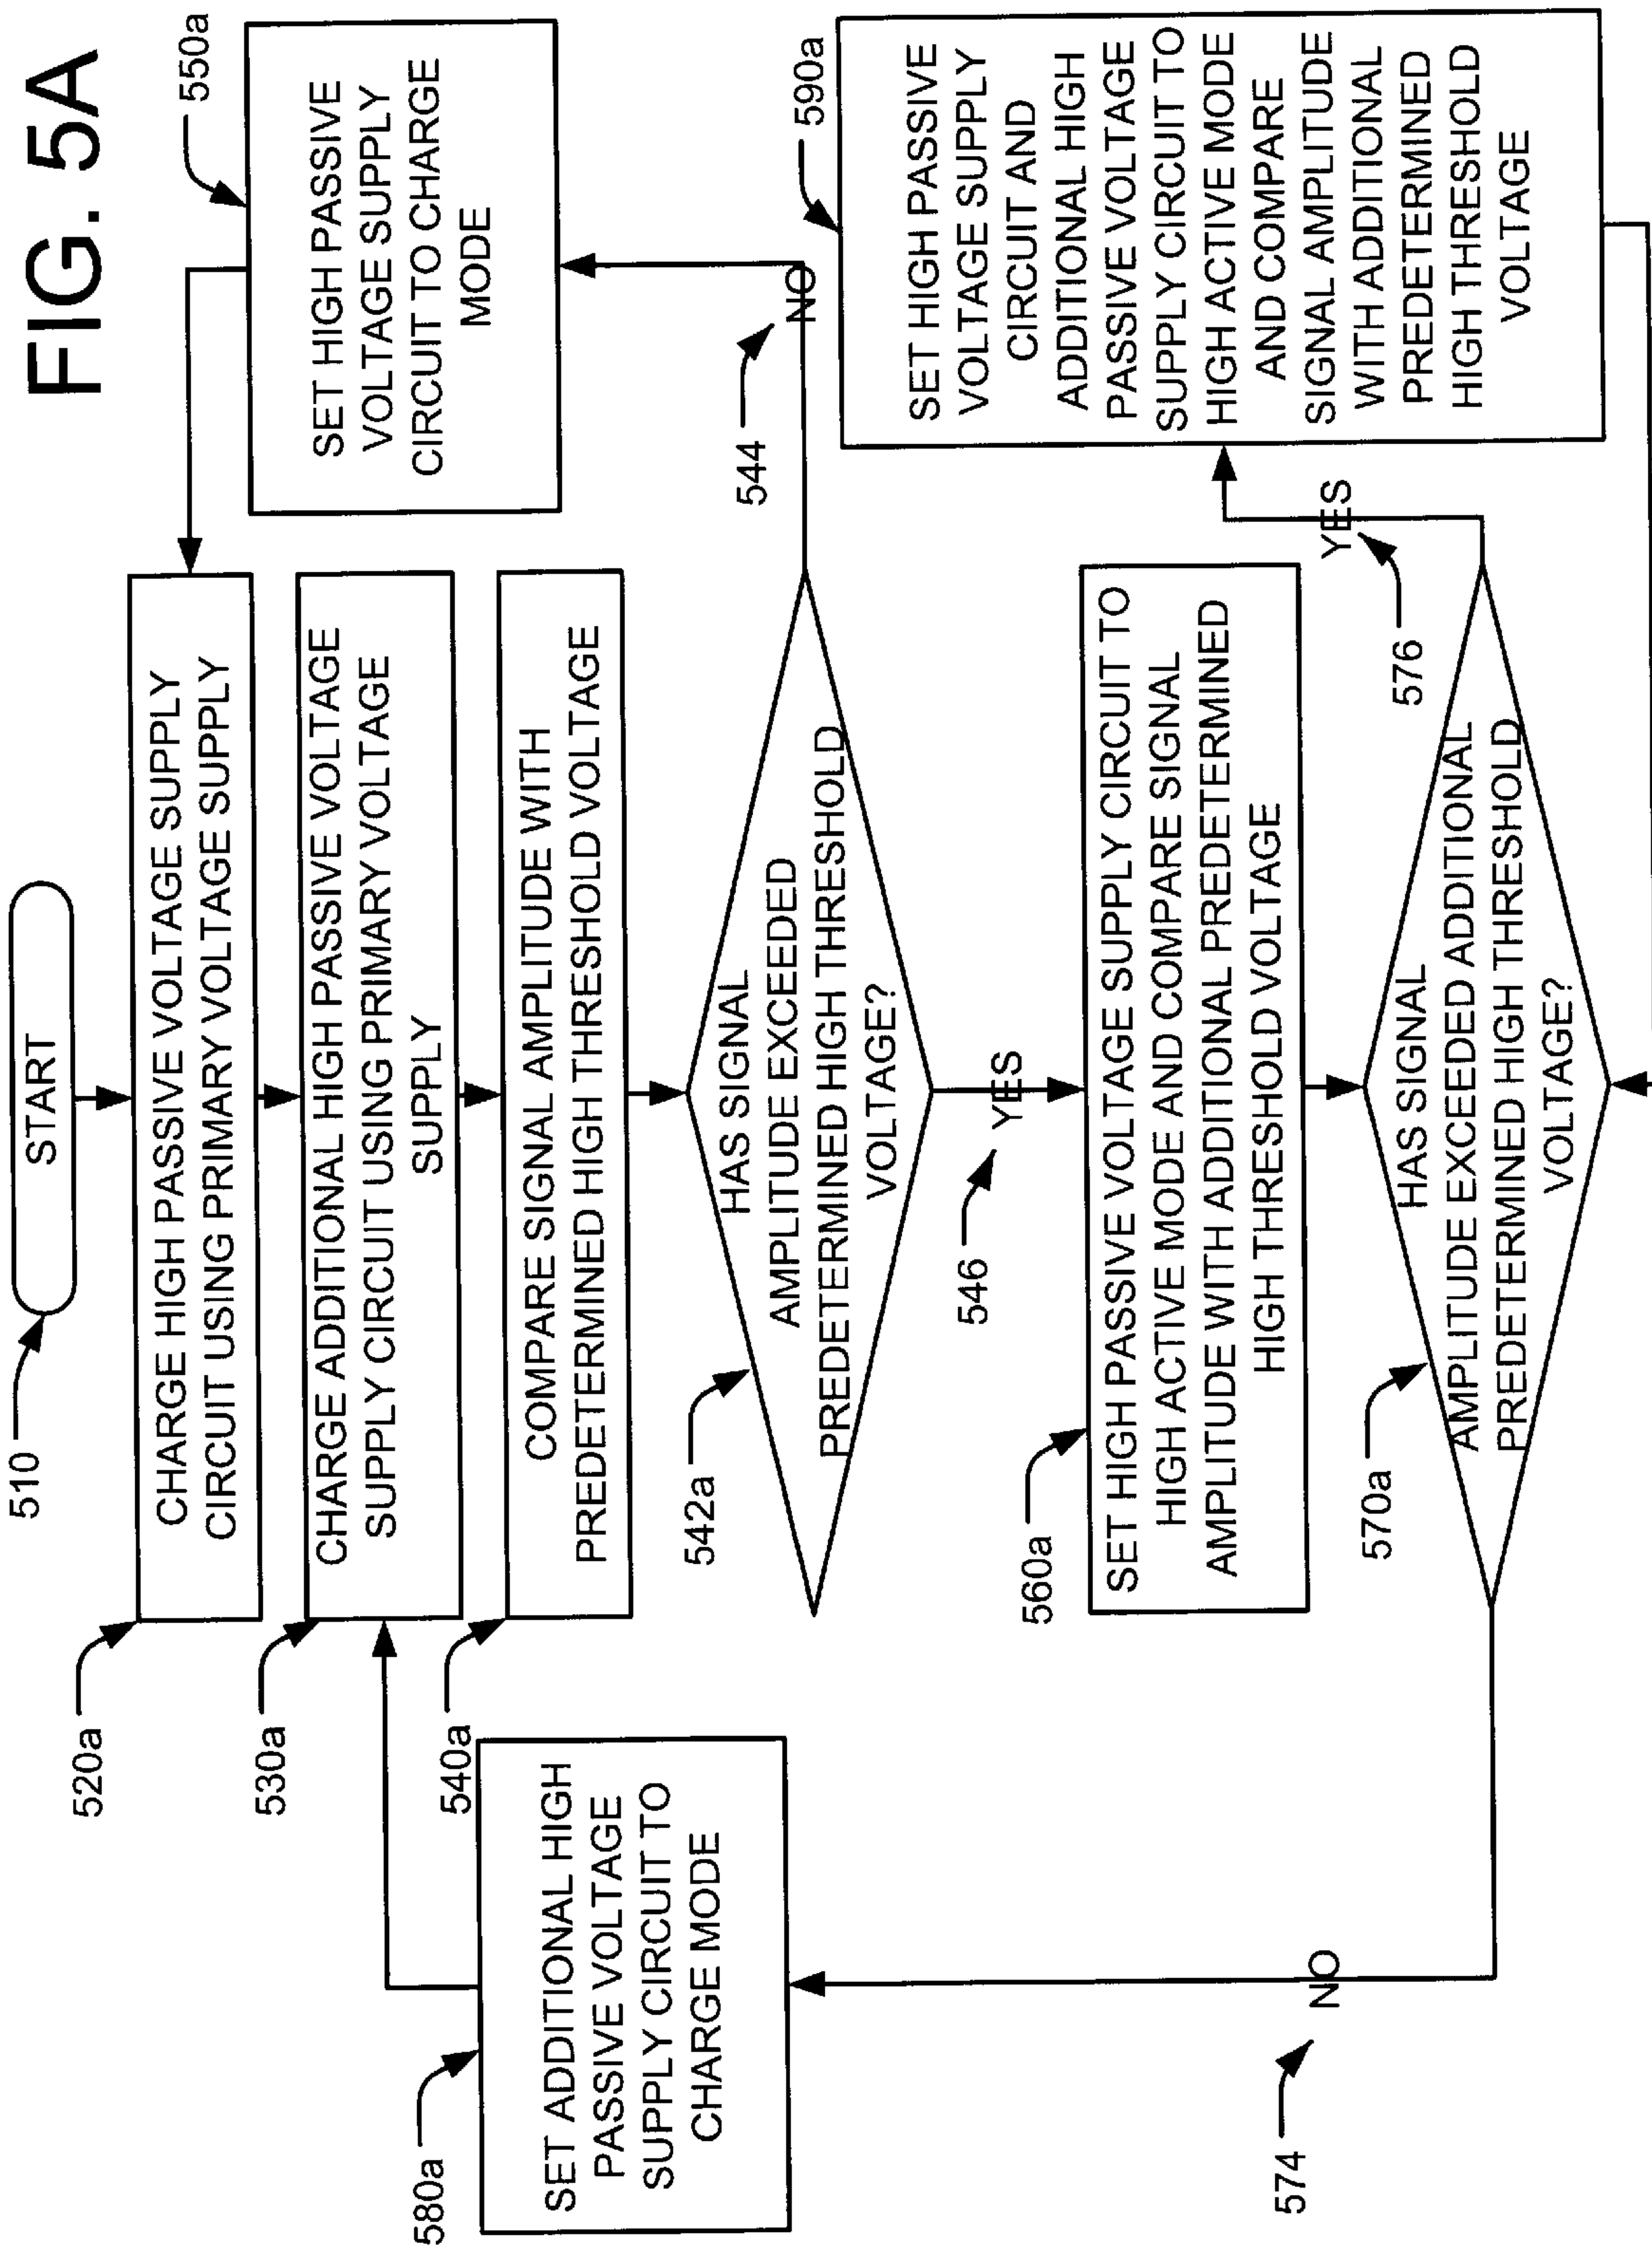 FIG. 5A
510
START
520a
CHARGE HIGH PASSIVE VOLTAGE SUPPLY
CIRCUIT USING PRIMARY VOLTAGE SUPPLY
550a
SET HIGH PASSIVE
VOLTAGE SUPPLY
CIRCUIT TO CHARGE
MODE
530a
CHARGE ADDITIONAL HIGH PASSIVE VOLTAGE
SUPPLY CIRCUIT USING PRIMARY VOLTAGE
SUPPLY
540a
COMPARE SIGNAL AMPLITUDE WITH
PREDETERMINED HIGH THRESHOLD VOLTAGE
542a
HAS SIGNAL
AMPLITUDE EXCEEDED
PREDETERMINED HIGH THRESHOLD
VOLTAGE?
544
NO
546
YES
580a
SET ADDITIONAL HIGH
PASSIVE VOLTAGE
SUPPLY CIRCUIT TO
CHARGE MODE
560a
SET HIGH PASSIVE VOLTAGE SUPPLY CIRCUIT TO
HIGH ACTIVE MODE AND COMPARE SIGNAL
AMPLITUDE WITH ADDITIONAL PREDETERMINED
HIGH THRESHOLD VOLTAGE
590a
SET HIGH PASSIVE
VOLTAGE SUPPLY
CIRCUIT AND
ADDITIONAL HIGH
PASSIVE VOLTAGE
SUPPLY CIRCUIT TO
HIGH ACTIVE MODE
AND COMPARE
SIGNAL AMPLITUDE
WITH ADDITIONAL
PREDETERMINED
HIGH THRESHOLD
VOLTAGE
570a
HAS SIGNAL
AMPLITUDE EXCEEDED ADDITIONAL
PREDETERMINED HIGH THRESHOLD
VOLTAGE?
574
NO
576
YES